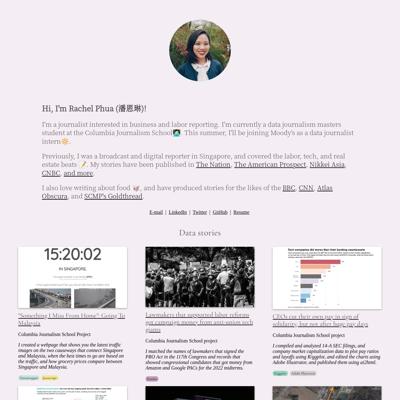 Hi, I'm Rachel Phua (潘恩琳)!
I'm a journalist interested in business and labor reporting. I'm currently a data journalism masters
student at the Columbia Journalism School👩🏻‍💻 This summer, I'll be joining Moody's as a data journalist
intern🔆.
Previously, I was a broadcast and digital reporter in Singapore, and covered the labor, tech, and real
estate beats 📝. My stories have been published in The Nation, The American Prospect, Nikkei Asia,
CNBC, and more.
I also love writing about food 🥡, and have produced stories for the likes of the BBC, CNN, Atlas
Obscura, and SCMP's Goldthread.
E-mail | LinkedIn | Twitter | GitHub | Resume
Data stories
15:20:02
IN SINGAPORE.
"Something I Miss From Home": Going To
Malaysia
Columbia Journalism School Project
I created a webpage that shows you the latest traffic
images on the two causeways that connect Singapore
and Malaysia, when the best times to go are based on
the traffic, and how grocery prices compare between
Singapore and Malaysia.
Lawmakers that supported labor reforms
got campaign money from anti-union tech
giants
Columbia Journalism School Project
I matched the names of lawmakers that signed the
PRO Act in the 117th Congress and records that
showed congressional candidates that got money from
Amazon and Google PACs for the 2022 midterms.
CEOs cut their own pay in sign of
solidarity, but not after huge pay days
Columbia Journalism School Project
I compiled and analyzed 14-A SEC filings, and
company market capitalization data to plot pay ratios
and layoffs using Rggplot, and edited the charts using
Adobe Illustrator, and published them using ai2html.